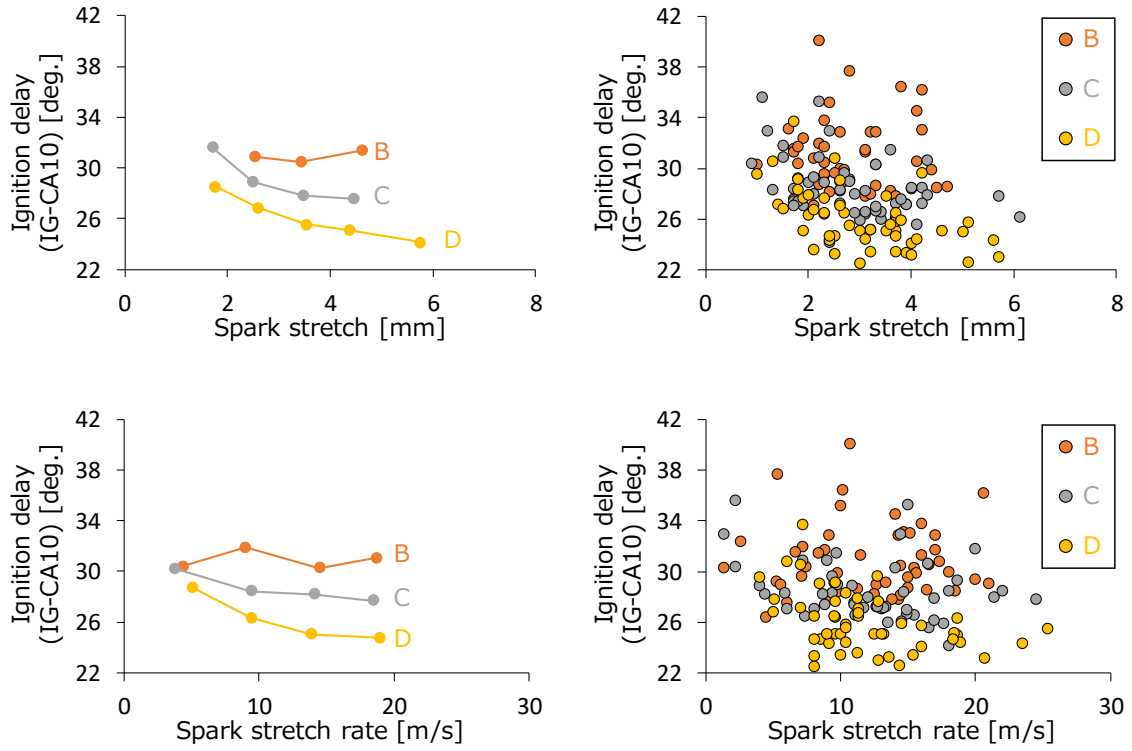 42
38
34
30
26
22
Ignition delay
(IG-CA10) [deg.]
B
C
D
0
2
4
6
8
Spark stretch [mm]
42
38
34
30
26
22
Ignition delay
(IG-CA10) [deg.]
B
C
D
0
2
4
6
8
Spark stretch [mm]
42
38
34
30
26
22
Ignition delay
(IG-CA10) [deg.]
B
C
D
0
10
20
30
Spark stretch rate [m/s]
42
38
34
30
26
22
Ignition delay
(IG-CA10) [deg.]
B
C
D
0
10
20
30
Spark stretch rate [m/s]